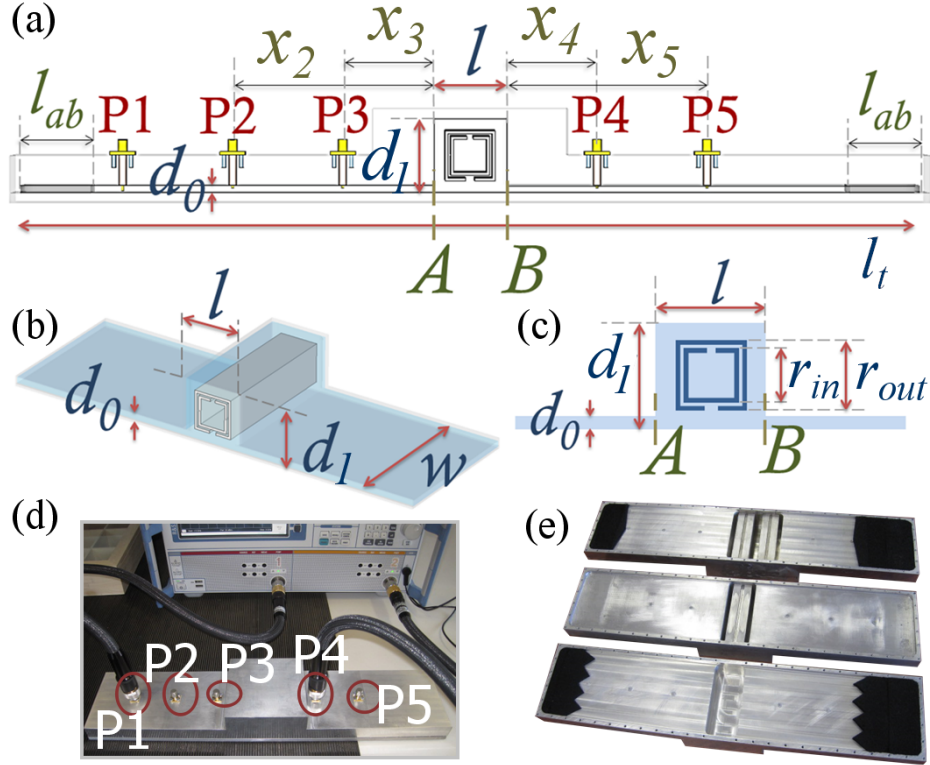 (a)
x2 x3 l x4 x5
lab P1 P2 P3 P4 P5 lab
d0 d1
A B lt
(b)
l
d0 d1 w
(c)
l
d1 rin rout
d0
A B
(d)
1
P1 P2 P3 P4 P5
(e)